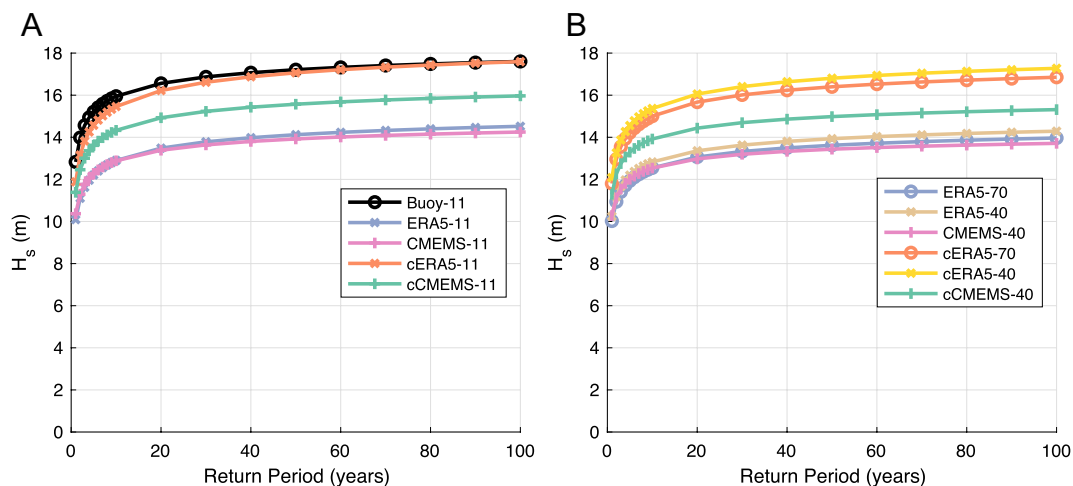 A
18
16
14
12
10
8
6
4
2
0
H_s (m)
0 20 40 60 80 100
Return Period (years)
Buoy-11
ERA5-11
CMEMS-11
cERA5-11
cCMEMS-11
B
18
16
14
12
10
8
6
4
2
0
H_s (m)
0 20 40 60 80 100
Return Period (years)
ERA5-70
ERA5-40
CMEMS-40
cERA5-70
cERA5-40
cCMEMS-40